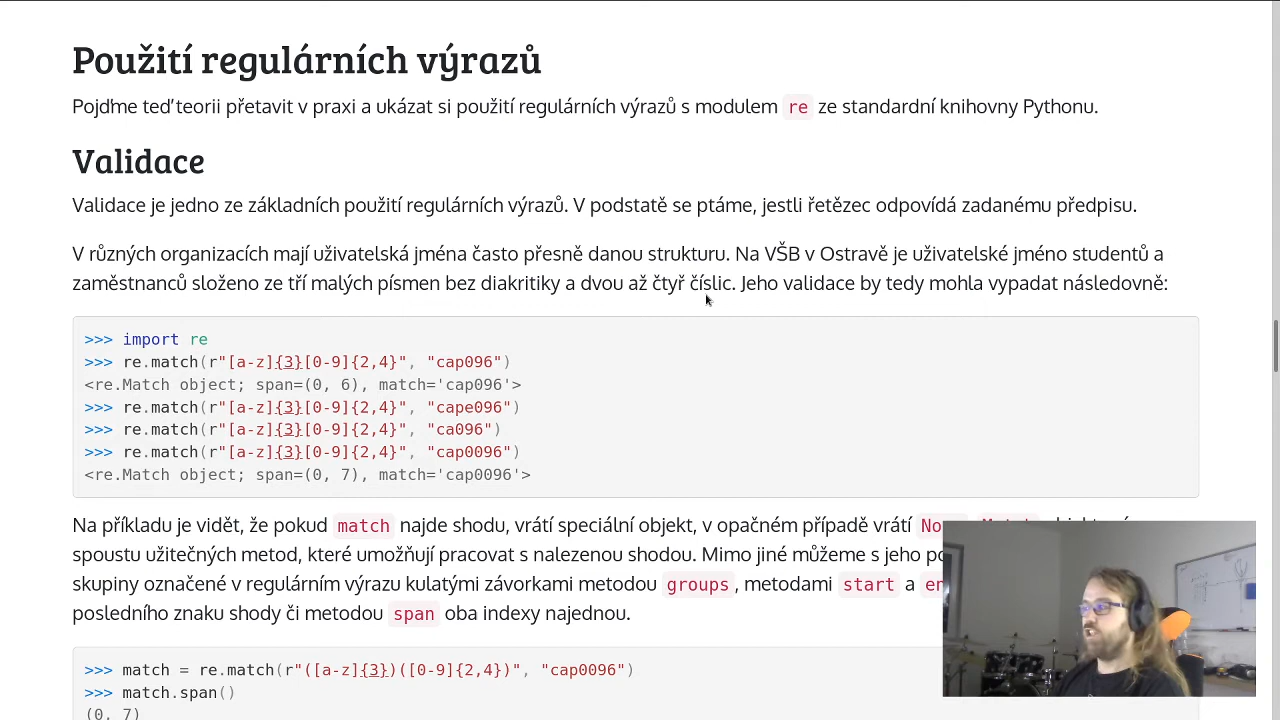 Použití regulárních výrazů
Pojďme teď teorii přetavit v praxi a ukázat si použití regulárních výrazů s modulem re ze standardní knihovny Pythonu.
Validace
Validace je jedno ze základních použití regulárních výrazů. V podstatě se ptáme, jestli řetězec odpovídá zadanému předpisu.
V různých organizacích mají uživatelská jména často přesně danou strukturu. Na VŠB v Ostravě je uživatelské jméno studentů a
zaměstnanců složeno ze tří malých písmen bez diakritiky a dvou až čtyř číslic. Jeho validace by tedy mohla vypadat následovně:
>>> import re
>>> re.match(r"[a-z]{3}[0-9]{2,4}", "cap096")
<re.Match object; span=(0, 6), match='cap096'>
>>> re.match(r"[a-z]{3}[0-9]{2,4}", "cape096")
>>> re.match(r"[a-z]{3}[0-9]{2,4}", "ca096")
>>> re.match(r"[a-z]{3}[0-9]{2,4}", "cap0096")
<re.Match object; span=(0, 7), match='cap0096'>
Na příkladu je vidět, že pokud match najde shodu, vrátí speciální objekt, v opačném případě vrátí
spoustu užitečných metod, které umožňují pracovat s nalezenou shodou. Mimo jiné můžeme s jeho
skupiny označené v regulárním výrazu kulatými závorkami metodou groups, metodami start a
posledního znaku shody či metodou span oba indexy najednou.
>>> match = re.match(r"([a-z]{3})([0-9]{2,4})", "cap0096")
>>> match.span()
(0, 7)